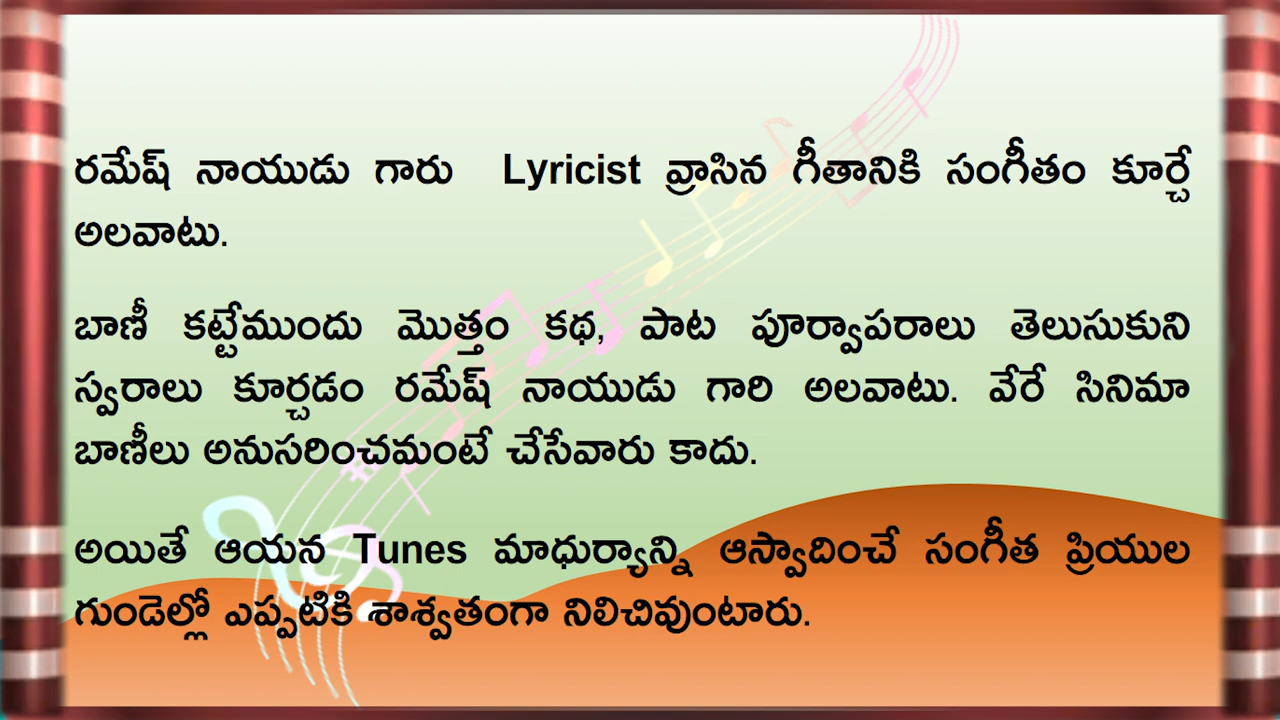 రమేష్ నాయుడు గారు Lyricist వ్రాసిన గీతానికి సంగీతం కూర్చే
అలవాటు.
బాణీ కట్టేముందు మొత్తం కథ, పాట పూర్వాపరాలు తెలుసుకుని
స్వరాలు కూర్చడం రమేష్ నాయుడు గారి అలవాటు. వేరే సినిమా
బాణీలు అనుసరించమంటే చేసేవారు కాదు.
అయితే ఆయన Tunes మాధుర్యాన్ని ఆస్వాదించే సంగీత ప్రియుల
గుండెల్లో ఎప్పటికి శాశ్వతంగా నిలిచివుంటారు.